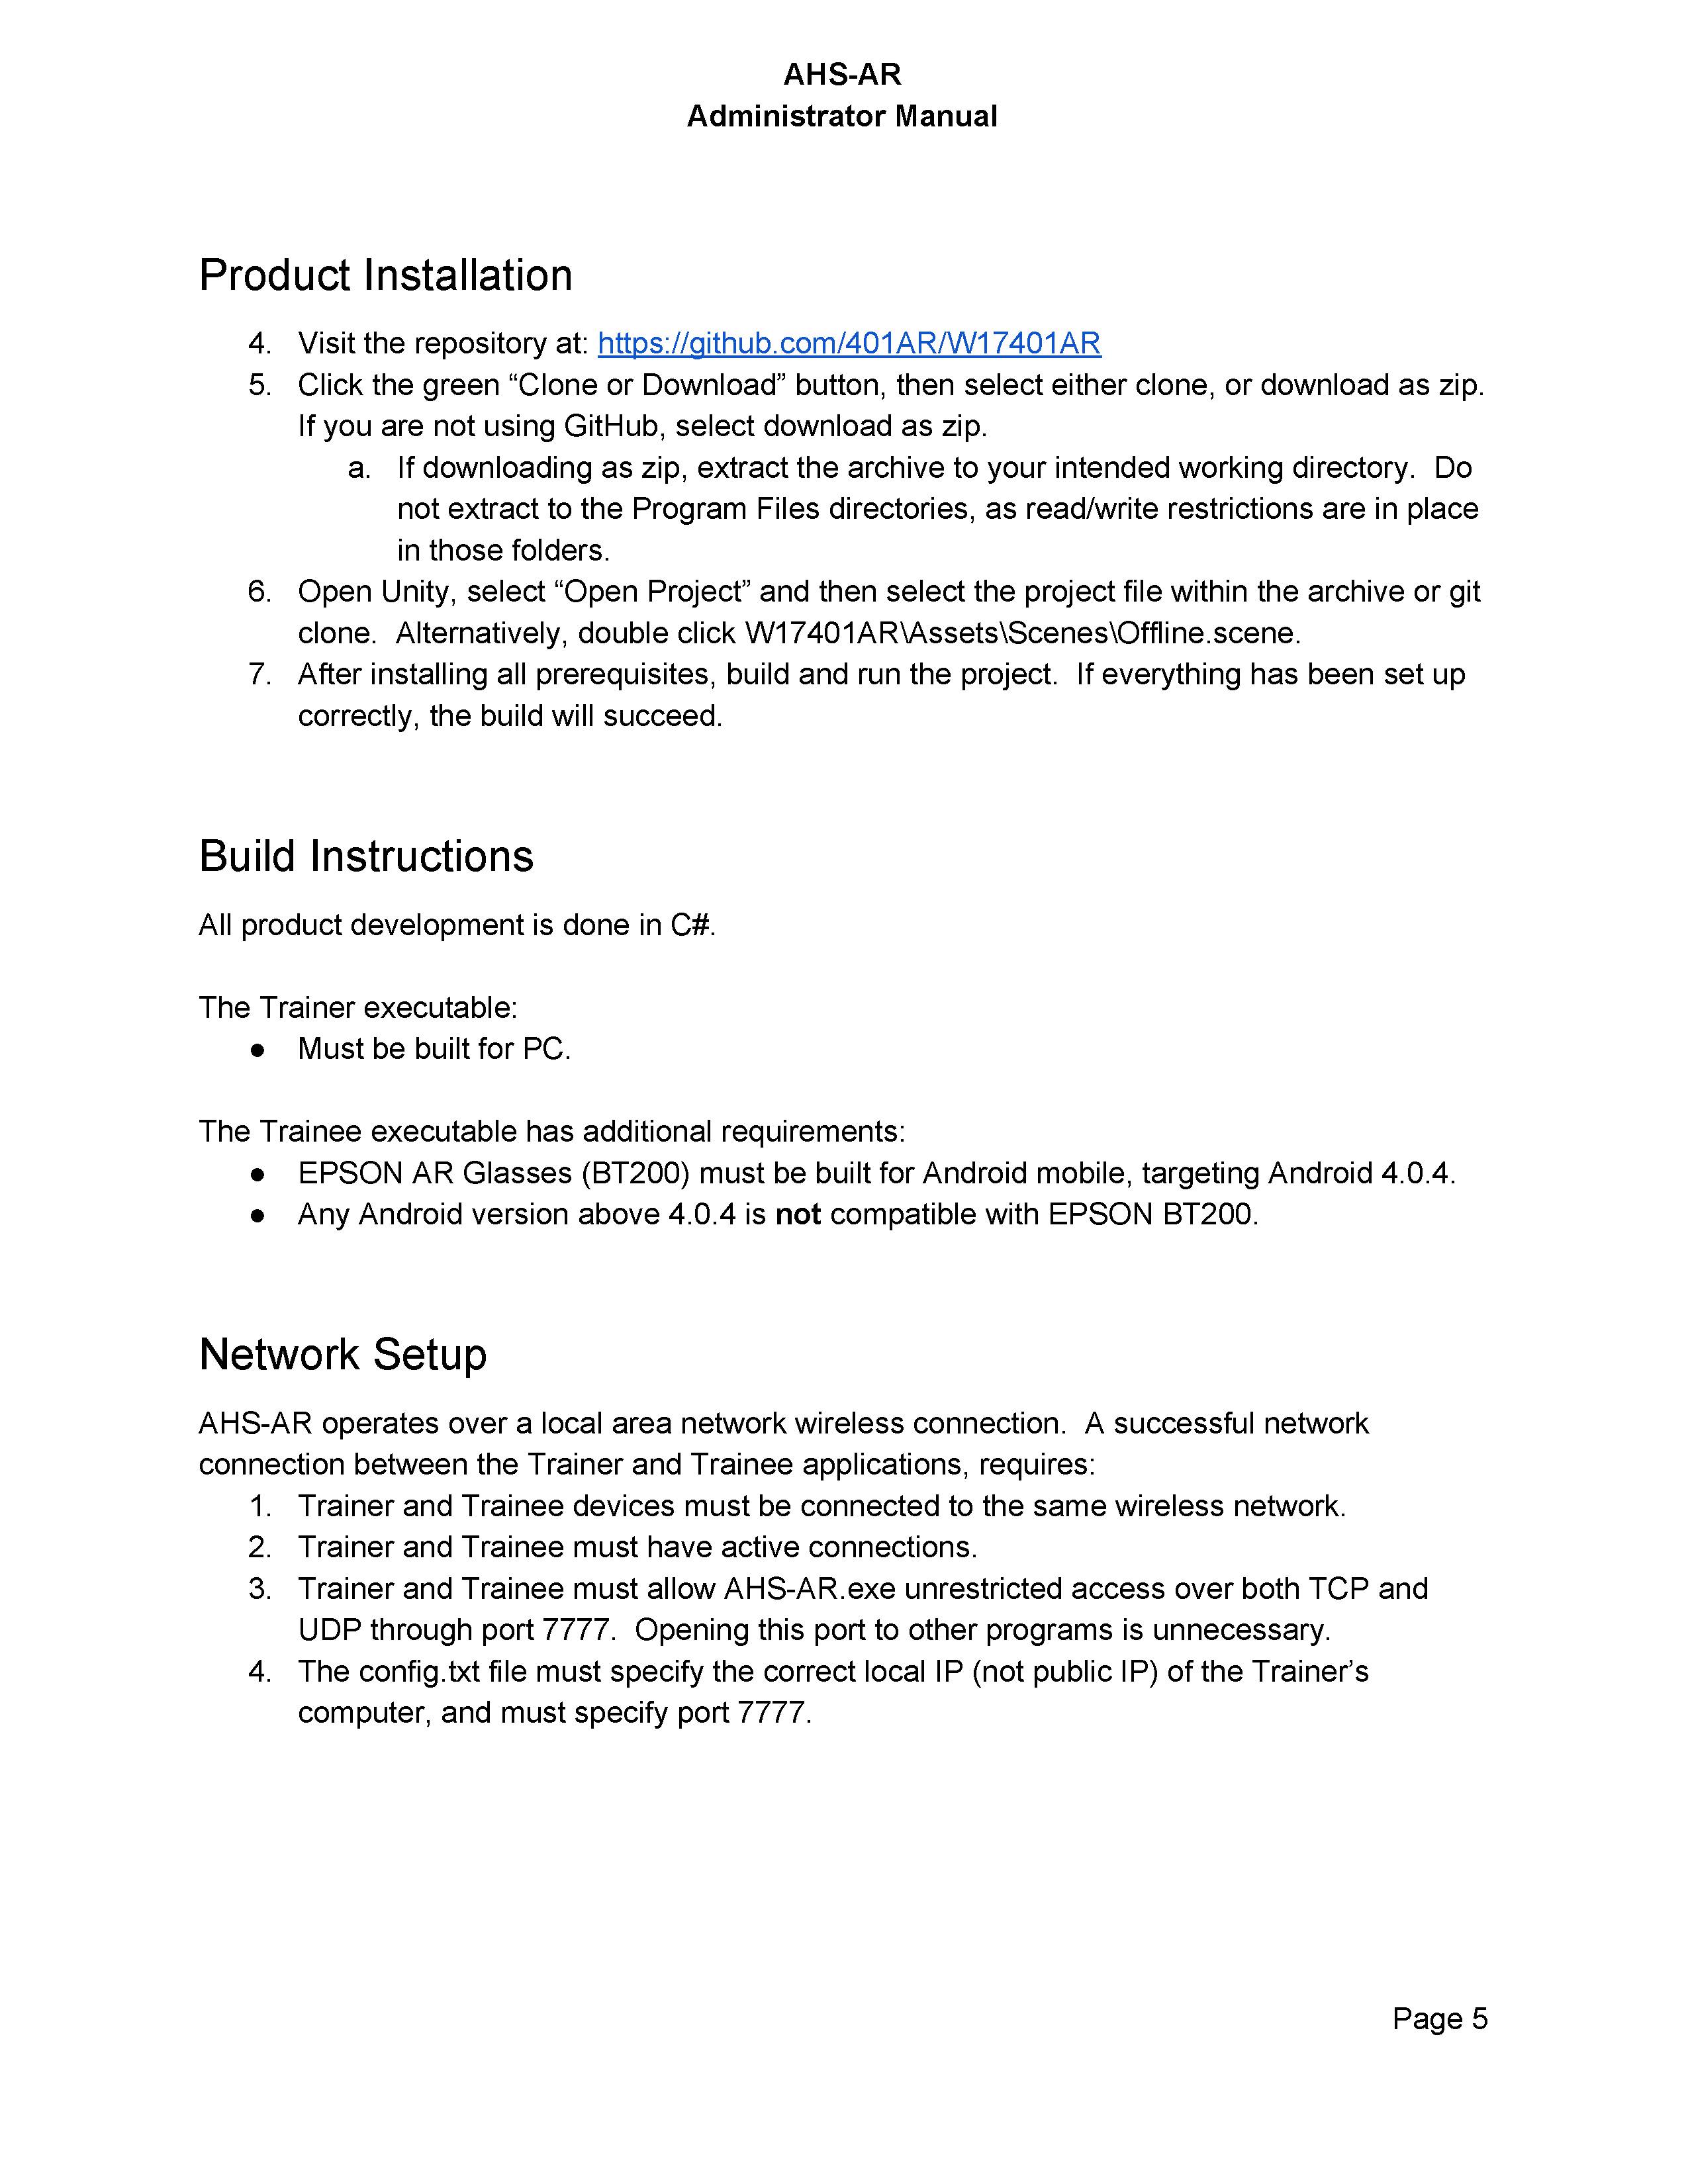 AHS-AR
Administrator Manual
Product Installation
4. Visit the repository at: https://github.com/401AR/W17401AR
5. Click the green “Clone or Download” button, then select either clone, or download as zip.
If you are not using GitHub, select download as zip.
a. If downloading as zip, extract the archive to your intended working directory.  Do
not extract to the Program Files directories, as read/write restrictions are in place
in those folders.
6. Open Unity, select “Open Project” and then select the project file within the archive or git
clone.  Alternatively, double click W17401AR\Assets\Scenes\Offline.scene.
7. After installing all prerequisites, build and run the project.  If everything has been set up
correctly, the build will succeed.
Build Instructions
All product development is done in C#.
The Trainer executable:
● Must be built for PC.
The Trainee executable has additional requirements:
● EPSON AR Glasses (BT200) must be built for Android mobile, targeting Android 4.0.4.
● Any Android version above 4.0.4 is not compatible with EPSON BT200.
Network Setup
AHS-AR operates over a local area network wireless connection.  A successful network
connection between the Trainer and Trainee applications, requires:
1. Trainer and Trainee devices must be connected to the same wireless network.
2. Trainer and Trainee must have active connections.
3. Trainer and Trainee must allow AHS-AR.exe unrestricted access over both TCP and
UDP through port 7777.  Opening this port to other programs is unnecessary.
4. The config.txt file must specify the correct local IP (not public IP) of the Trainer’s
computer, and must specify port 7777.
Page 5